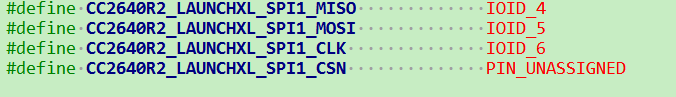 #define CC2640R2_LAUNCHXL_SPI1_MISO IOID_4
#define CC2640R2_LAUNCHXL_SPI1_MOSI IOID_5
#define CC2640R2_LAUNCHXL_SPI1_CLK IOID_6
#define CC2640R2_LAUNCHXL_SPI1_CSN PIN_UNASSIGNED